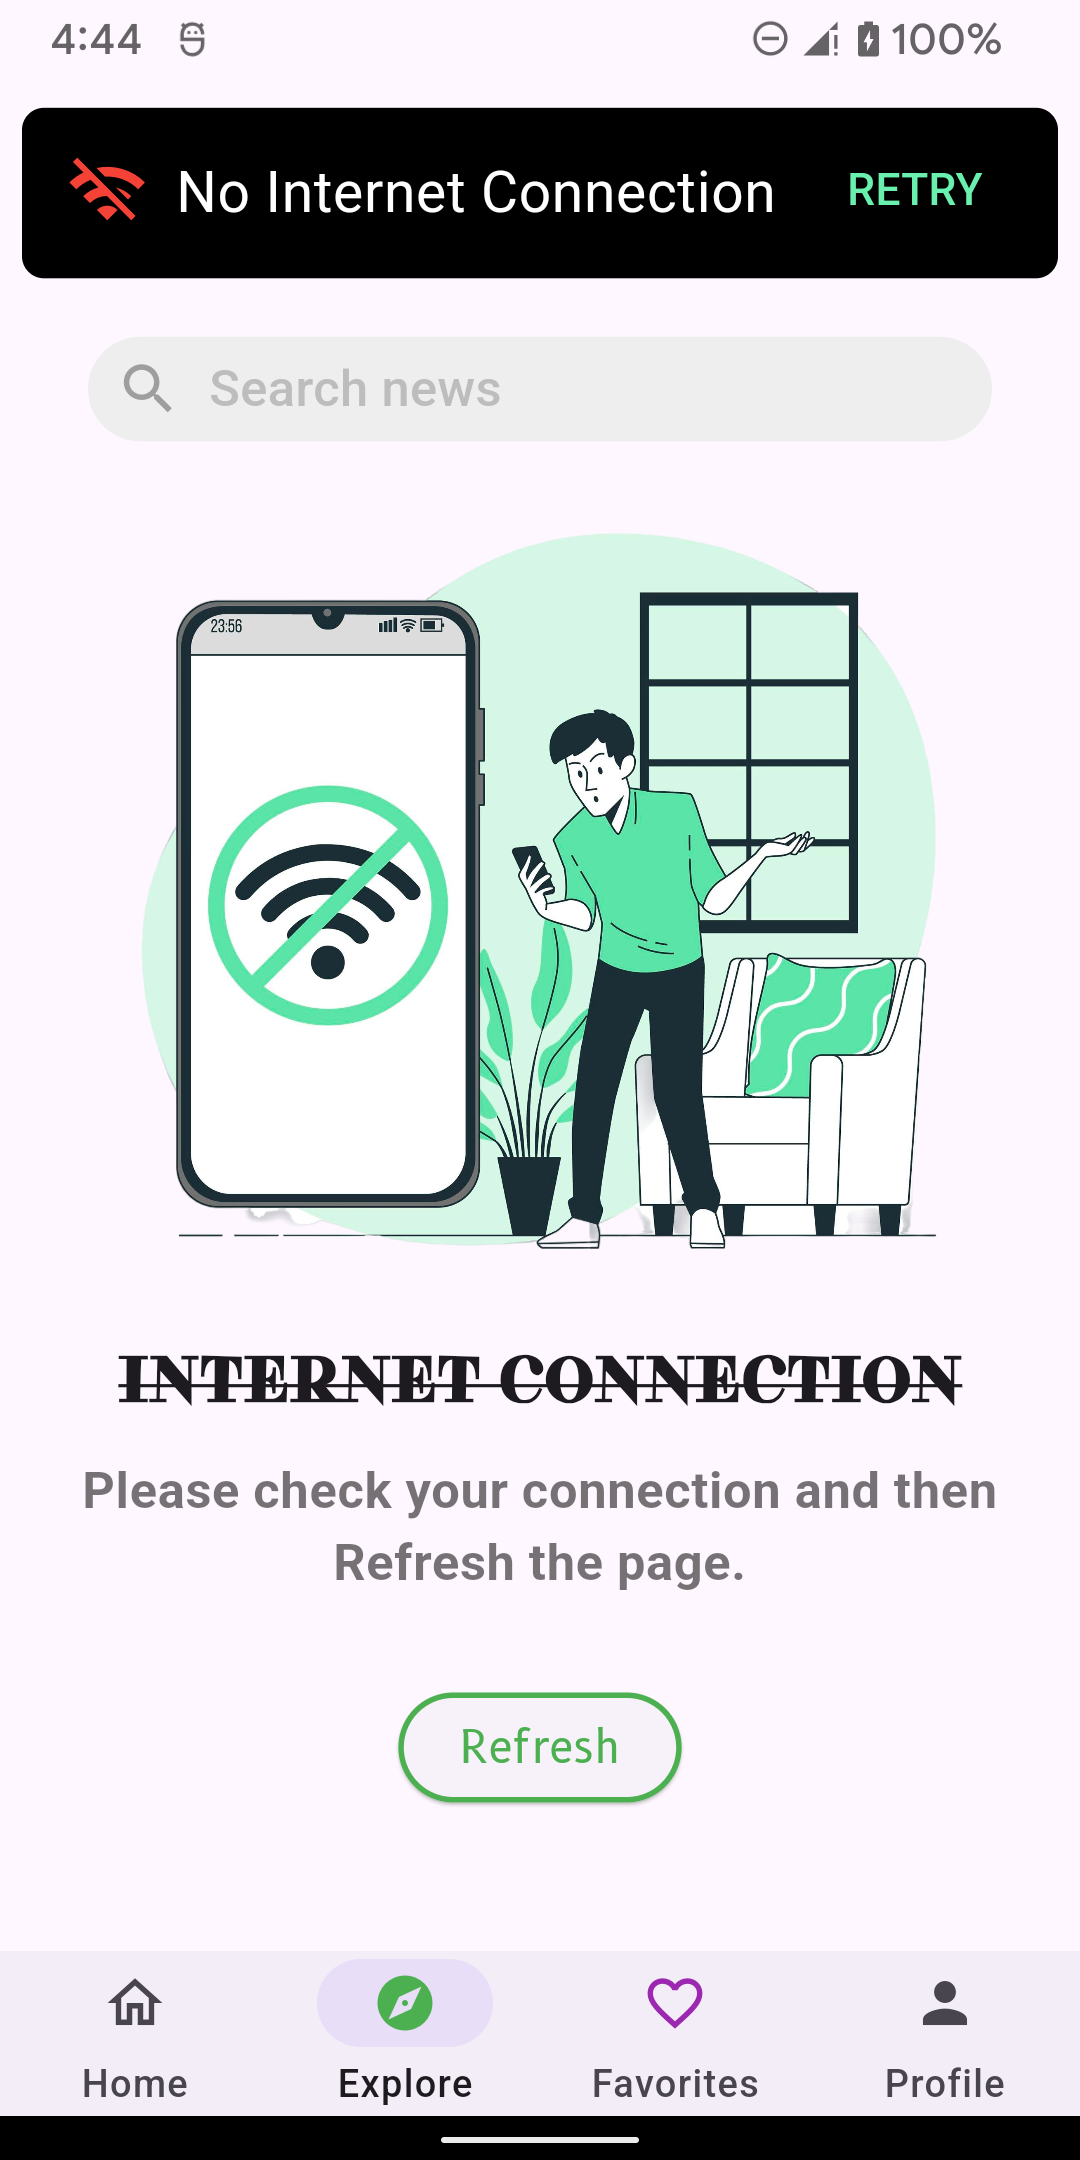 4:44
100%
No Internet Connection
RETRY
Search news
23:56
INTERNET CONNECTION
Please check your connection and then
Refresh the page.
Refresh
Home
Explore
Favorites
Profile